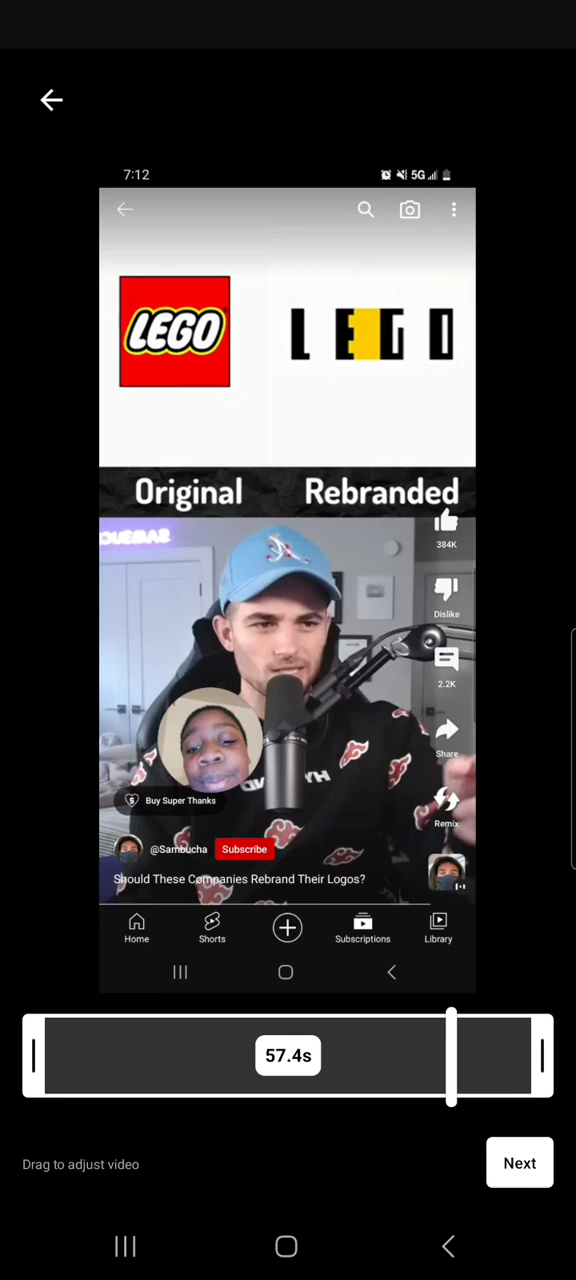 7:12
5G
LEGO
LEGO
Original
Rebranded
384K
Dislike
2.2K
Share
Buy Super Thanks
Remix
@Sambucha
Subscribe
Should These Companies Rebrand Their Logos?
Home
Shorts
Subscriptions
Library
57.4s
Drag to adjust video
Next